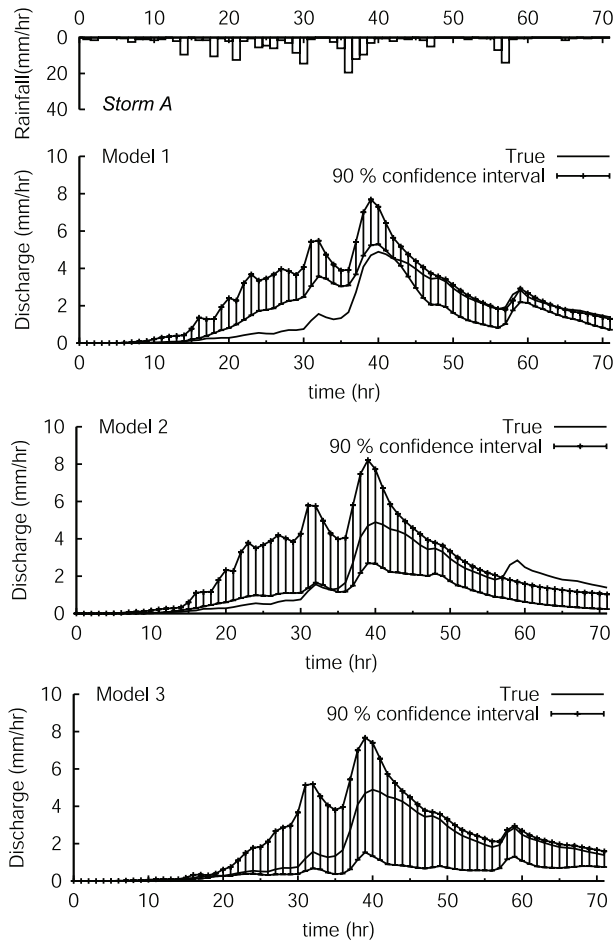 0 10 20 30 40 50 60 70
0
20
40
Rainfall(mm/hr)
Storm A
Model 1
True
90 % confidence interval
10
8
6
4
2
0
Discharge (mm/hr)
0 10 20 30 40 50 60 70
time (hr)
Model 2
True
90 % confidence interval
10
8
6
4
2
0
Discharge (mm/hr)
0 10 20 30 40 50 60 70
time (hr)
Model 3
True
90 % confidence interval
10
8
6
4
2
0
Discharge (mm/hr)
0 10 20 30 40 50 60 70
time (hr)